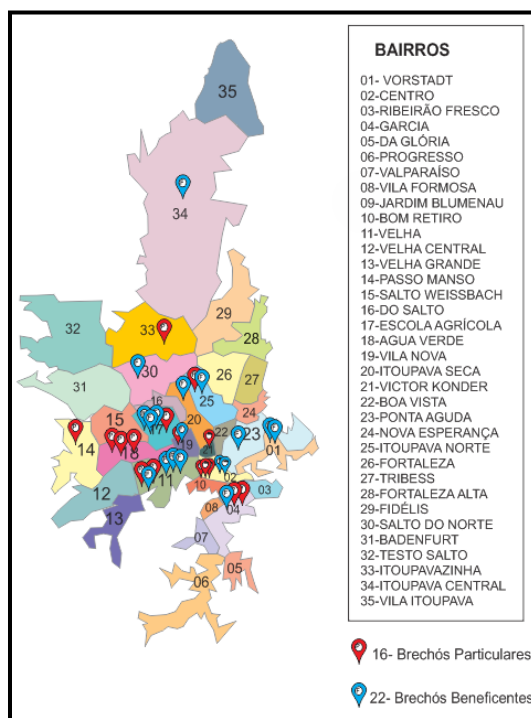 BAIRROS
01- VORSTADT
02-CENTRO
03-RIBEIRÃO FRESCO
04-GARCIA
05-DA GLÓRIA
06-PROGRESSO
07-VALPARAÍSO
08-VILA FORMOSA
09-JARDIM BLUMENAU
10-BOM RETIRO
11-VELHA
12-VELHA CENTRAL
13-VELHA GRANDE
14-PASSO MANSO
15-SALTO WEISSBACH
16-DO SALTO
17-ESCOLA AGRÍCOLA
18-AGUA VERDE
19-VILA NOVA
20-ITOUPAVA SECA
21-VICTOR KONDER
22-BOA VISTA
23-PONTA AGUDA
24-NOVA ESPERANÇA
25-ITOUPAVA NORTE
26-FORTALEZA
27-TRIBESS
28-FORTALEZA ALTA
29-FIDÉLIS
30-SALTO DO NORTE
31-BADENFURT
32-TESTO SALTO
33-ITOUPAVAZINHA
34-ITOUPAVA CENTRAL
35-VILA ITOUPAVA
16- Brechós Particulares
22- Brechós Beneficentes
35
34
29
32
33
28
30
26
27
31
25
16
24
15
20
22
23
14
18
19
01
11
02
12
10
03
04
13
08
07
05
06